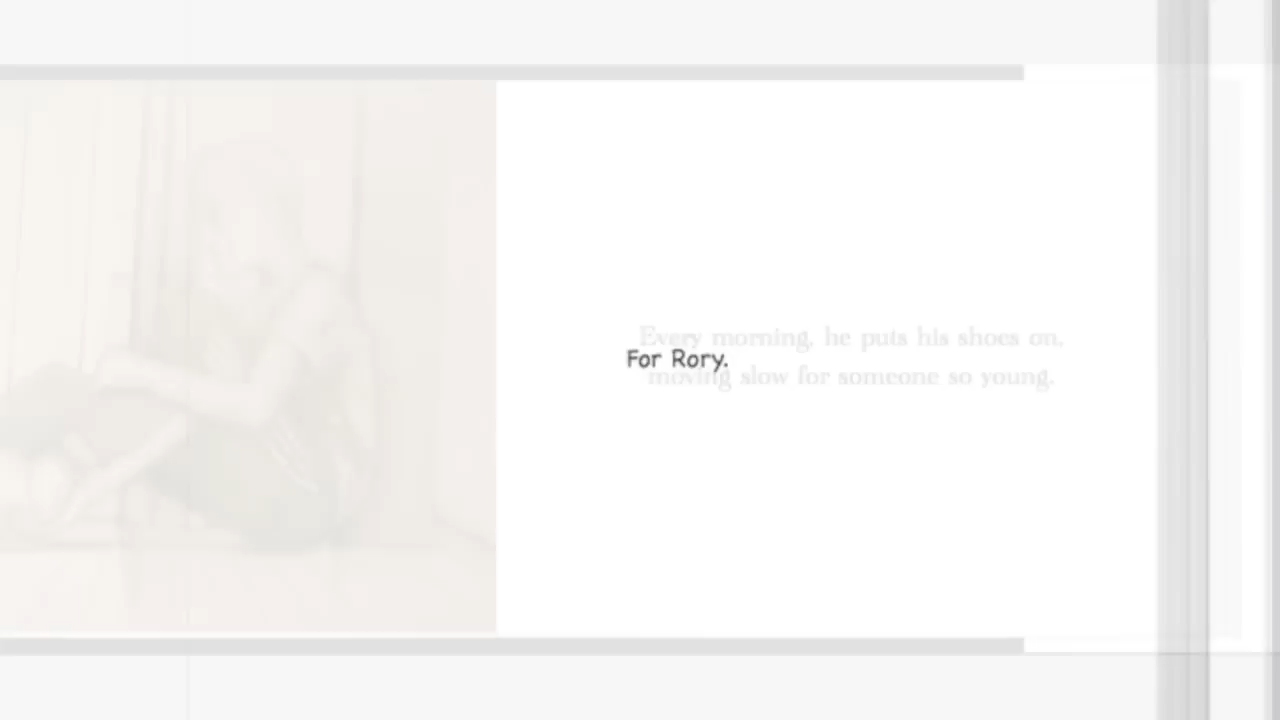 Every morning, he puts his shoes on,
For Rory.
moving slow for someone so young.